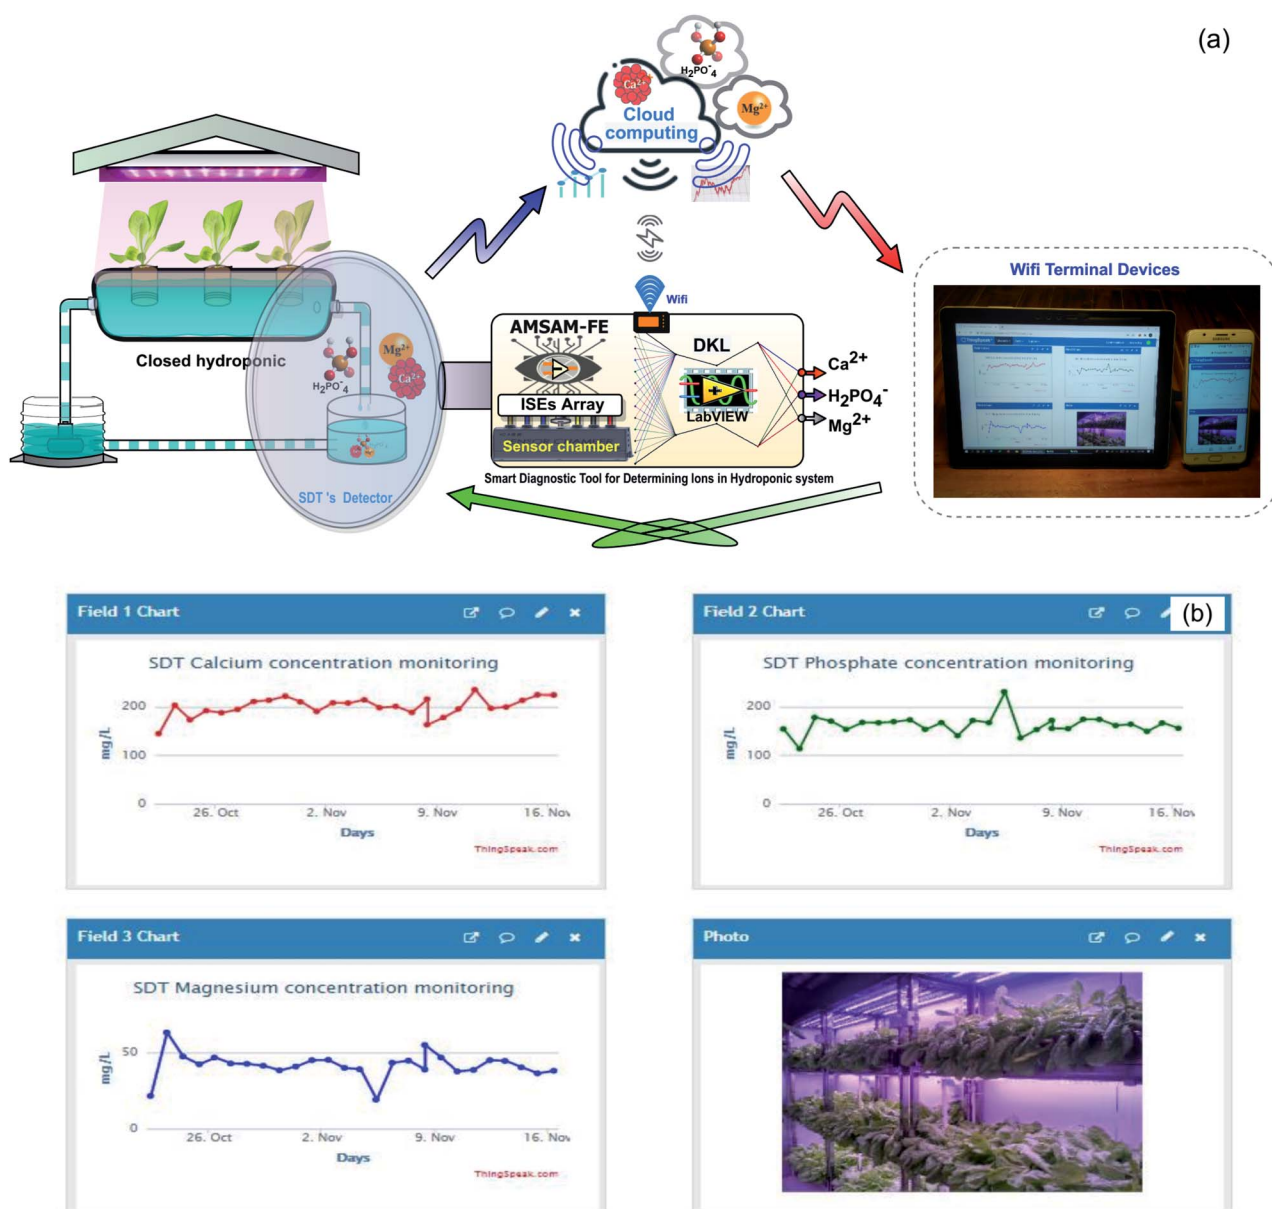 (a)
H₂PO⁻₄
Ca²⁺
Mg²⁺
Cloud
computing
Wifi Terminal Devices
Wifi
AMSAM-FE
DKL
Closed hydroponic
Mg²⁺
Ca²⁺
H₂PO⁻₄
Ca²⁺
ISEs Array
H₂PO₄⁻
LabVIEW
Mg²⁺
Sensor chamber
SDT 's Detector
Smart Diagnostic Tool for Determining Ions in Hydroponic system
SAMSUNG
Field 1 Chart
SDT Calcium concentration monitoring
mg/L
200
100
0
26. Oct
2. Nov
9. Nov
16. Nov
Days
ThingSpeak.com
Field 2 Chart
(b)
SDT Phosphate concentration monitoring
mg/L
200
100
0
26. Oct
2. Nov
9. Nov
16. Nov
Days
ThingSpeak.com
Field 3 Chart
SDT Magnesium concentration monitoring
mg/L
50
0
26. Oct
2. Nov
9. Nov
16. Nov
Days
ThingSpeak.com
Photo